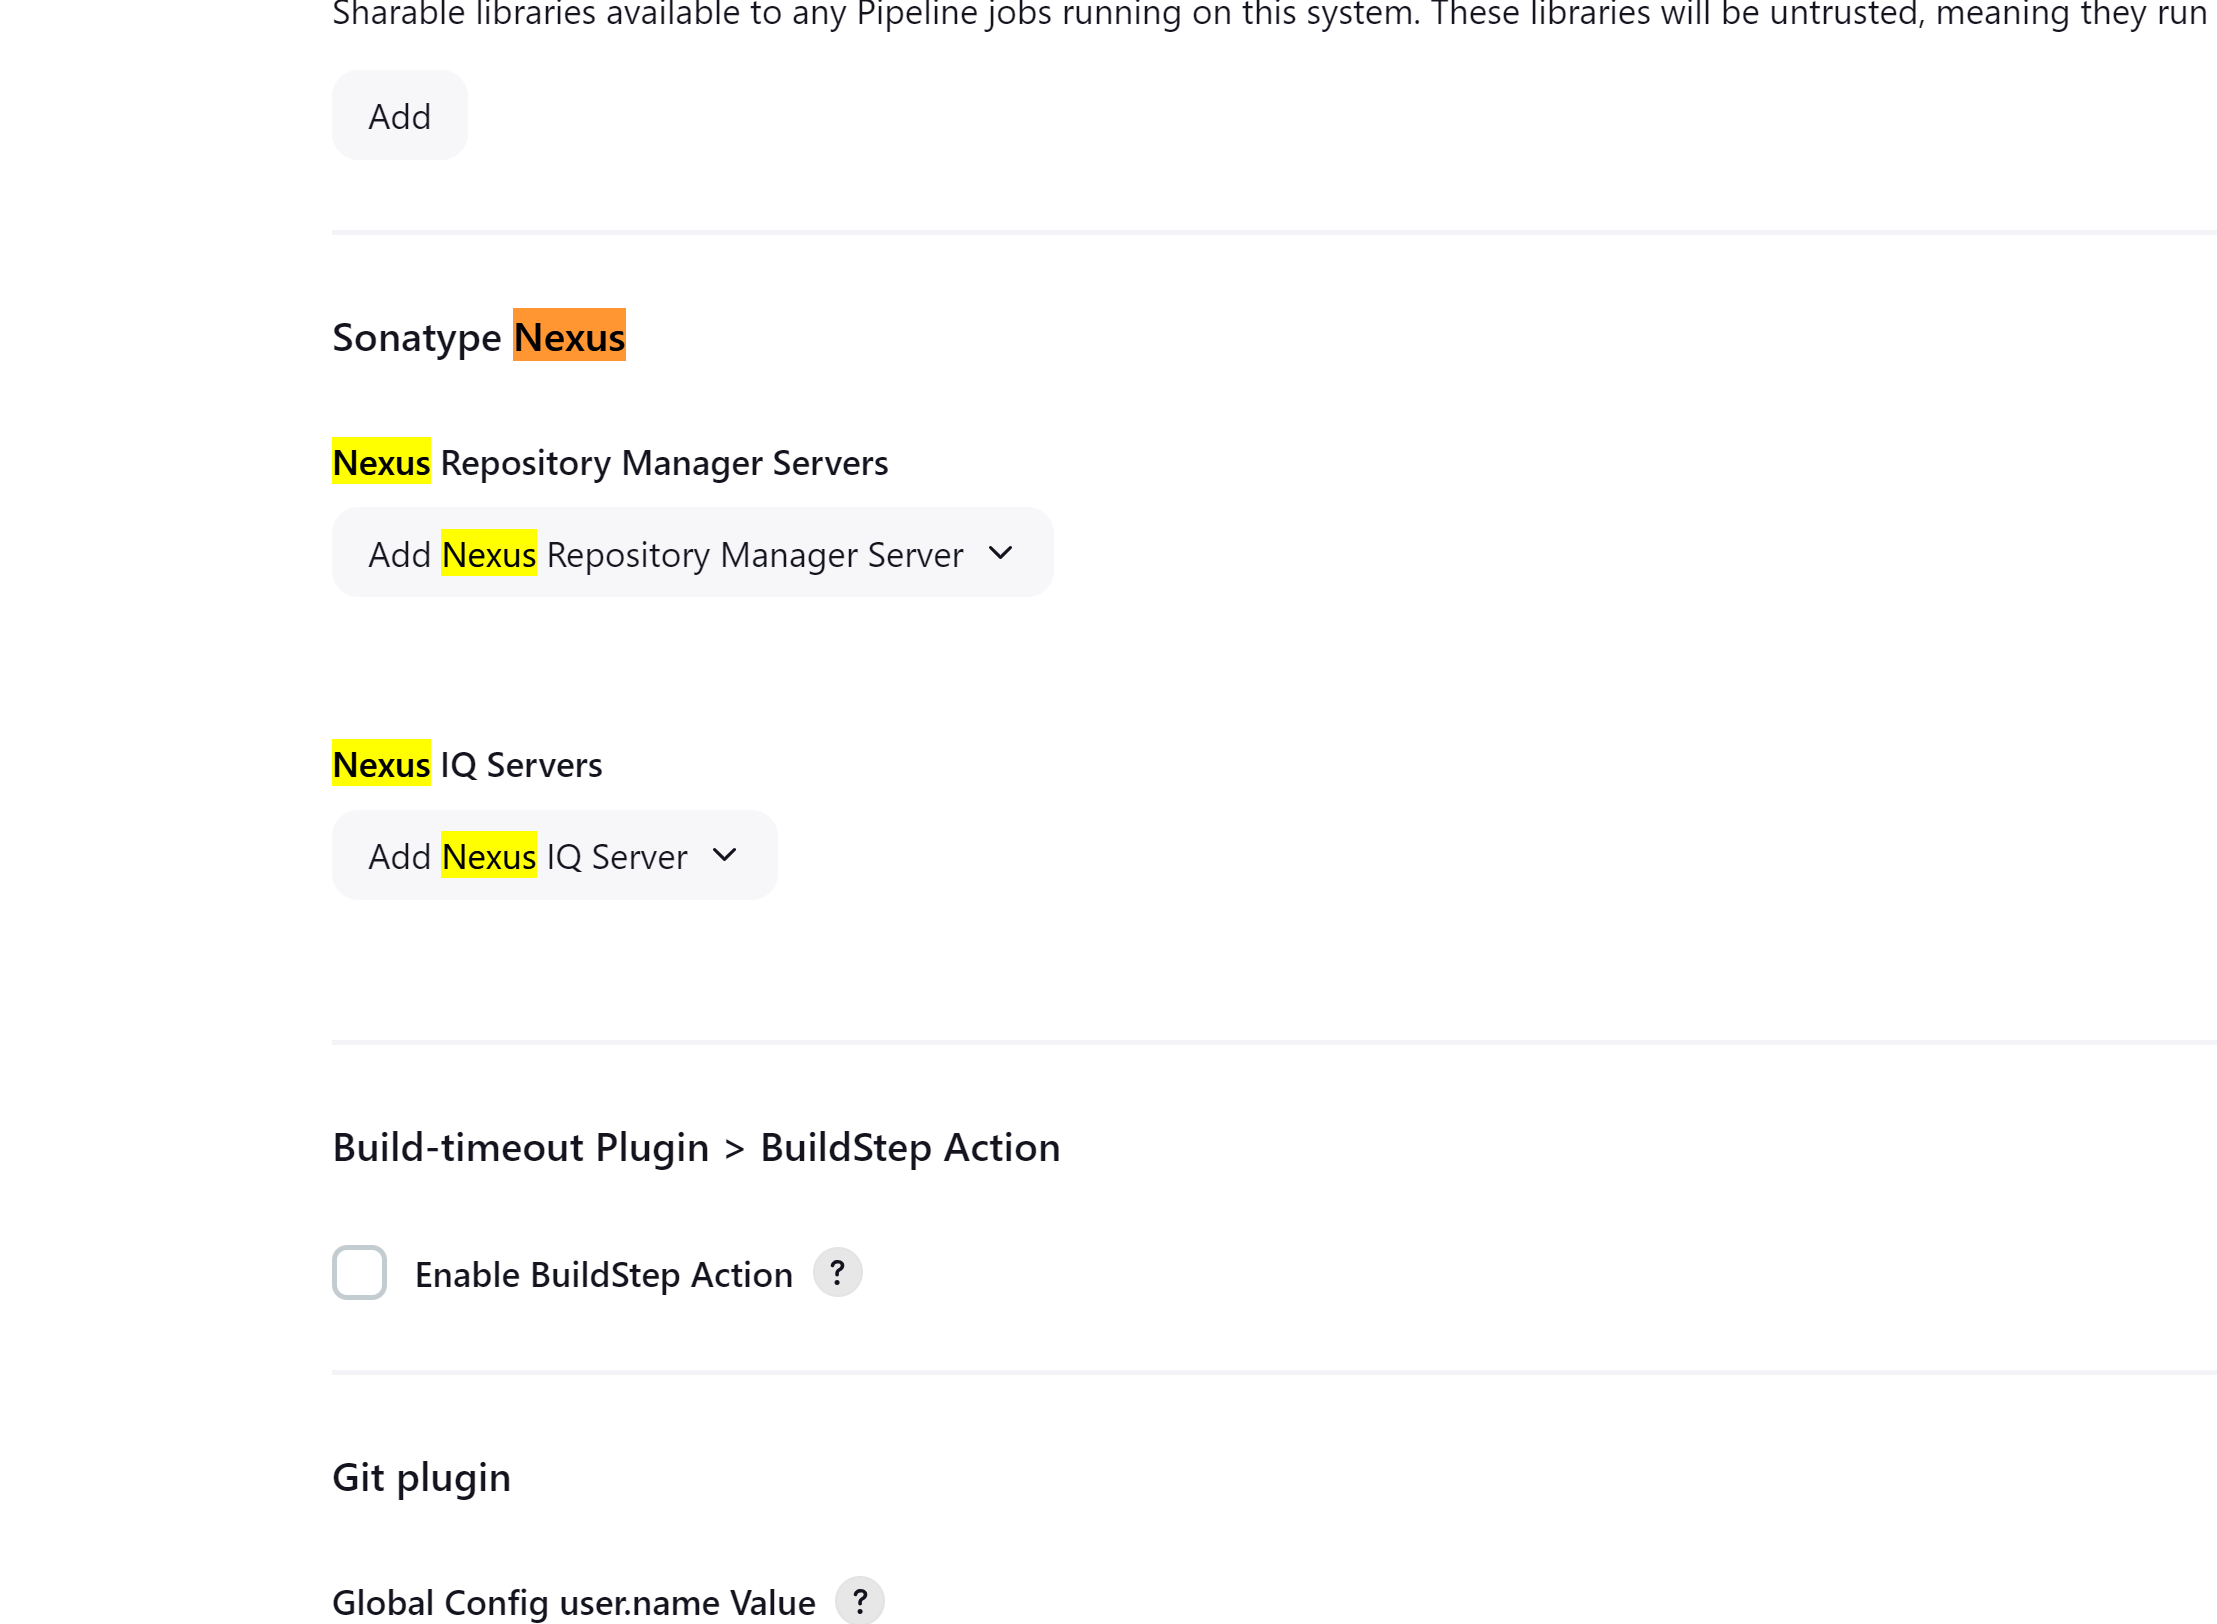 Sharable libraries available to any Pipeline jobs running on this system. These libraries will be untrusted, meaning they run
Add
Sonatype Nexus
Nexus Repository Manager Servers
Add Nexus Repository Manager Server
Nexus IQ Servers
Add Nexus IQ Server
Build-timeout Plugin > BuildStep Action
Enable BuildStep Action ?
Git plugin
Global Config user.name Value ?